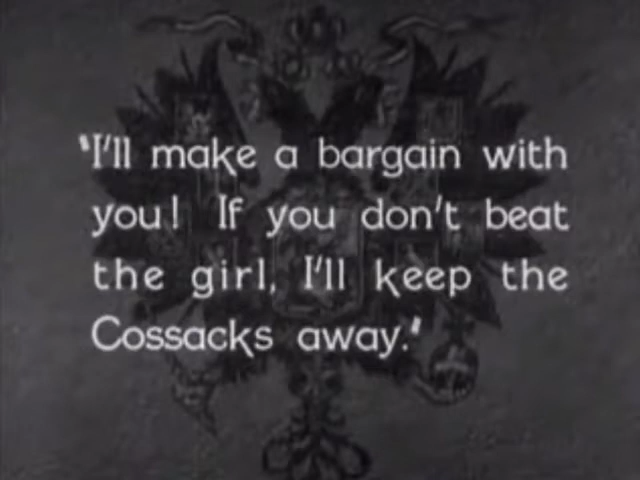 "I'll make a bargain with
you! If you don't beat
the girl, I'll keep the
Cossacks away."